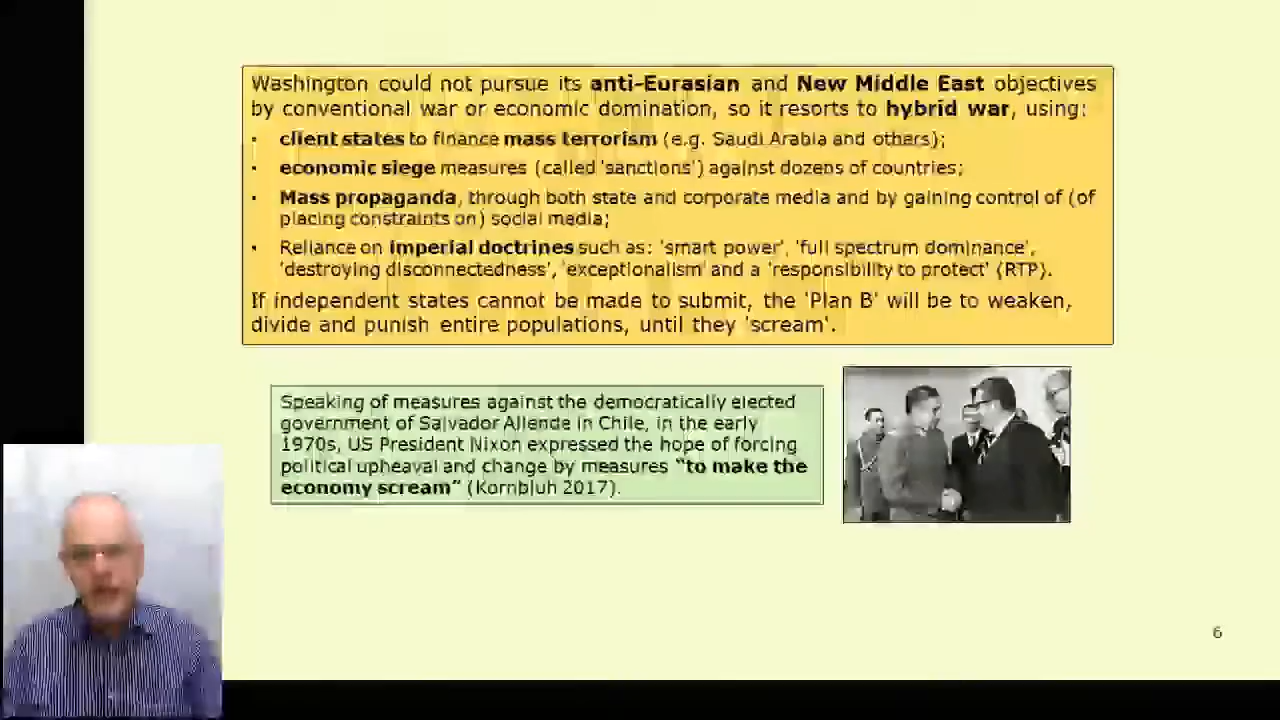 Washington could not pursue its anti-Eurasian and New Middle East objectives
by conventional war or economic domination, so it resorts to hybrid war, using:
• client states to finance mass terrorism (e.g. Saudi Arabia and others);
• economic siege measures (called 'sanctions') against dozens of countries;
• Mass propaganda, through both state and corporate media and by gaining control of (of
placing constraints on) social media;
• Reliance on imperial doctrines such as: 'smart power', 'full spectrum dominance',
'destroying disconnectedness', 'exceptionalism' and a 'responsibility to protect' (RTP).
If independent states cannot be made to submit, the 'Plan B' will be to weaken,
divide and punish entire populations, until they 'scream'.
Speaking of measures against the democratically elected
government of Salvador Allende in Chile, in the early
1970s, US President Nixon expressed the hope of forcing
political upheaval and change by measures "to make the
economy scream" (Kornbluh 2017).
6